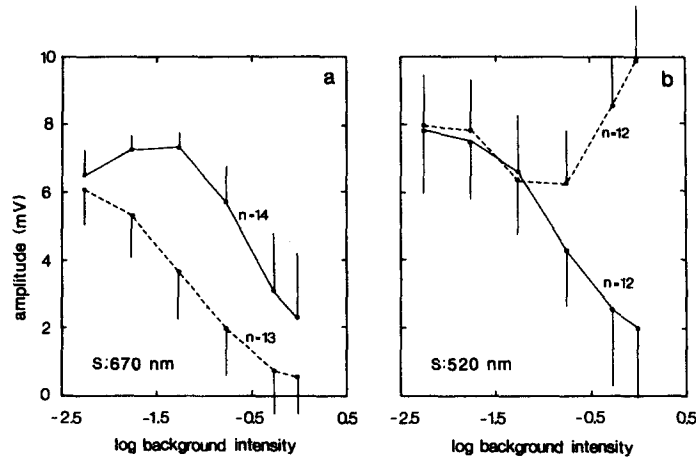 a
b
amplitude (mV)
10
8
6
4
2
0
n=14
n=13
S:670 nm
n=12
n=12
S:520 nm
-2.5 -1.5 -0.5 0.5
-2.5 -1.5 -0.5 0.5
log background intensity
log background intensity